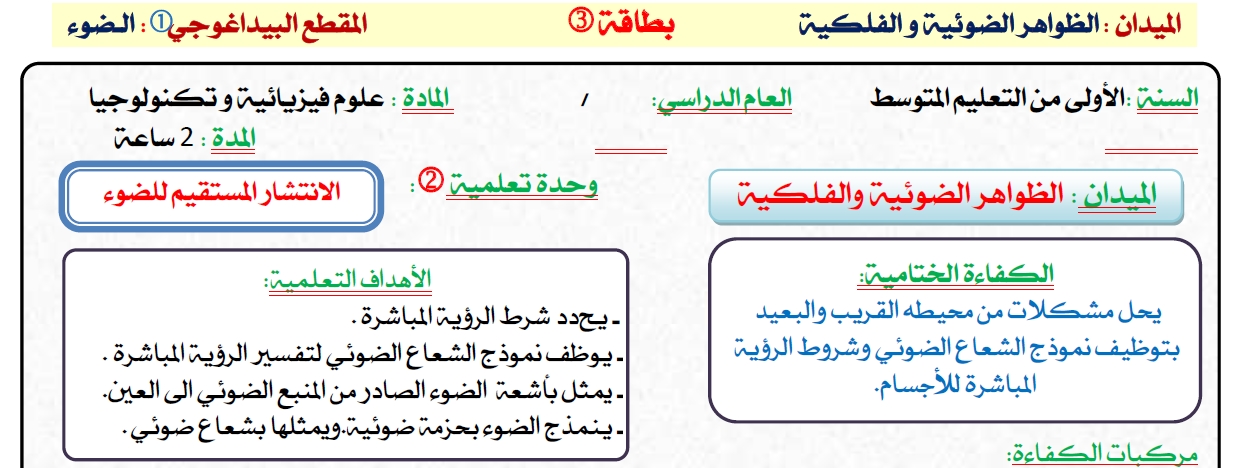 الميدان : الظواهر الضوئية و الفلكية بطاقة ③ المقطع البيداغوجي① : الضوء
السنة :الأولى من التعليم المتوسط العام الدراسي: / المادة : علوم فيزيائية و تكنولوجيا
المدة : 2 ساعة
الميدان : الظواهر الضوئية والفلكية وحدة تعلمية ② : الانتشار المستقيم للضوء
الكفاءة الختامية:
يحل مشكلات من محيطه القريب والبعيد
بتوظيف نموذج الشعاع الضوئي وشروط الرؤية
المباشرة للأجسام.
الأهداف التعلمية:
ـ يحدد شرط الرؤية المباشرة .
ـ يوظف نموذج الشعاع الضوئي لتفسير الرؤية المباشرة .
ـ يمثل بأشعة الضوء الصادر من المنبع الضوئي الى العين.
ـ ينمذج الضوء بحزمة ضوئية.ويمثلها بشعاع ضوئي .
مركبات الكفاءة: